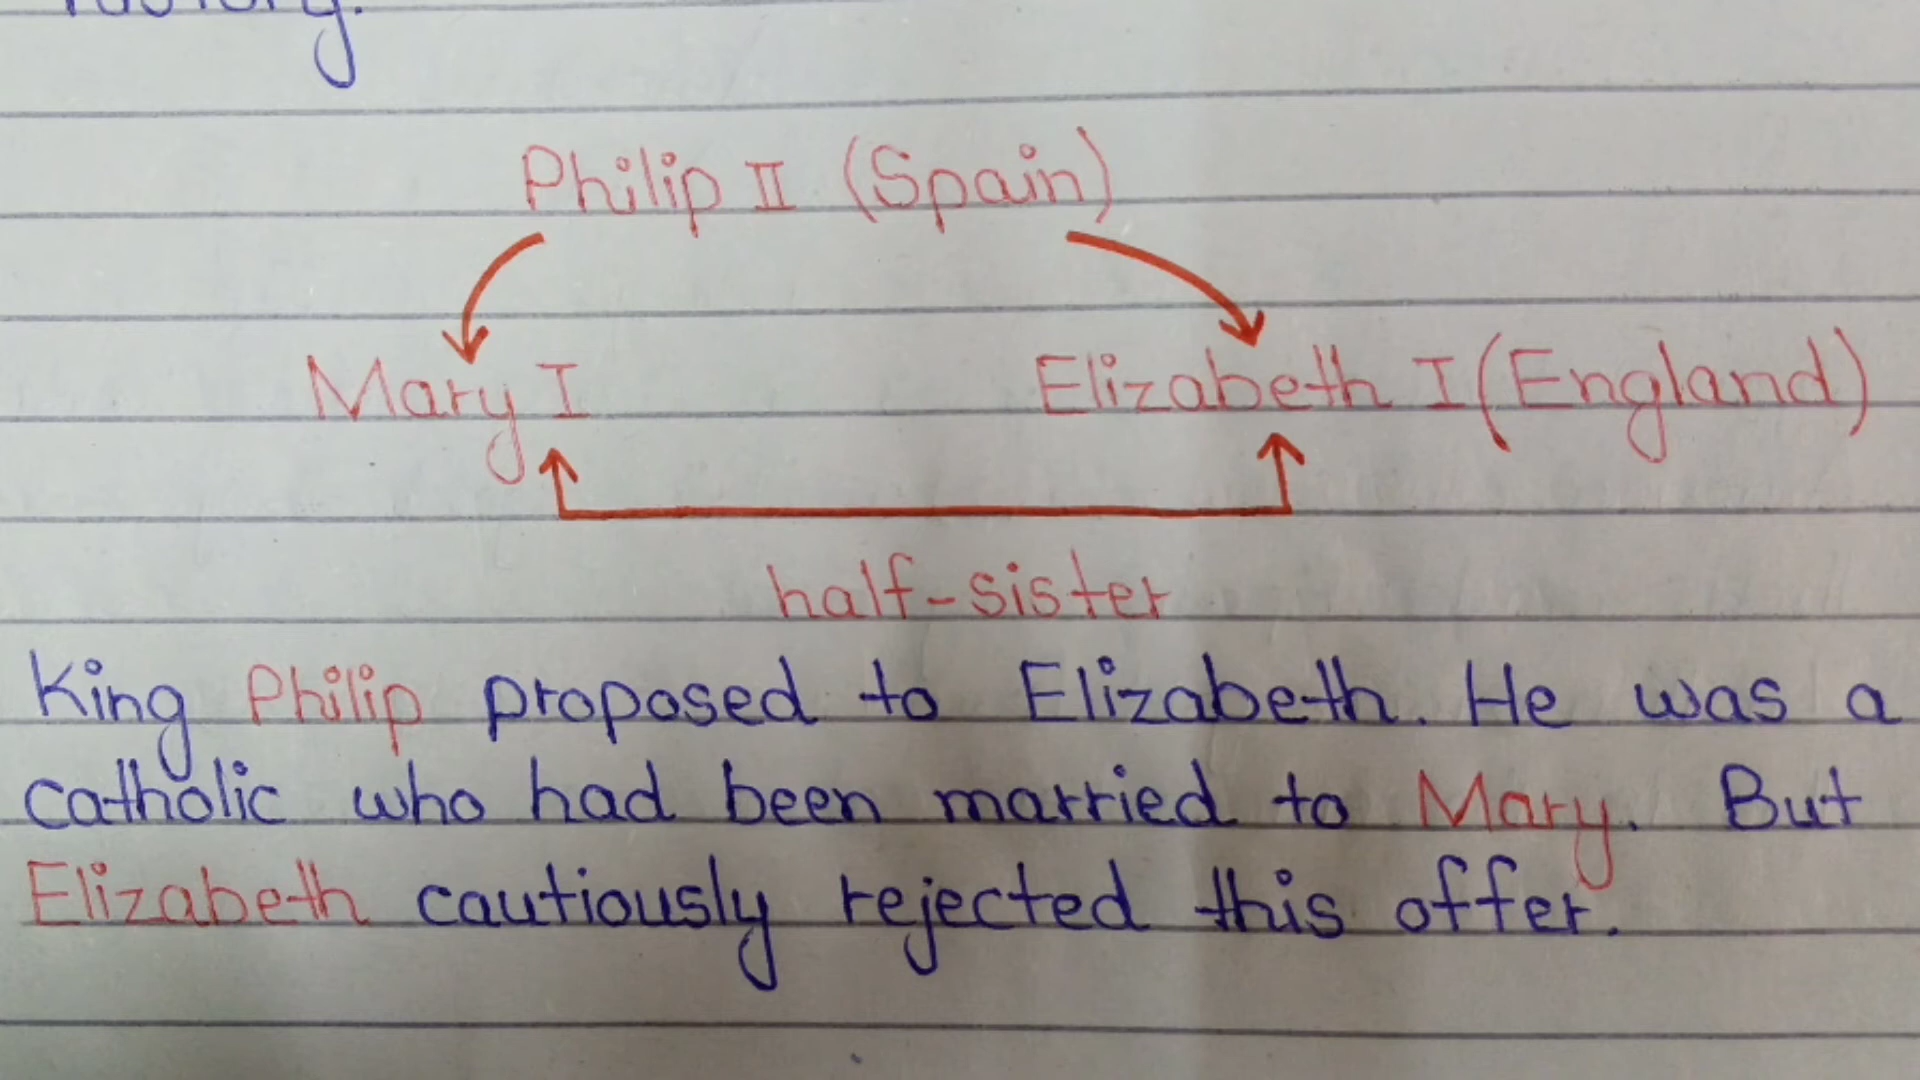 Philip II (Spain)
Mary I Elizabeth I (England)
half-sister
King Philip proposed to Elizabeth. He was a
catholic who had been married to Mary. But
Elizabeth cautiously rejected this offer.